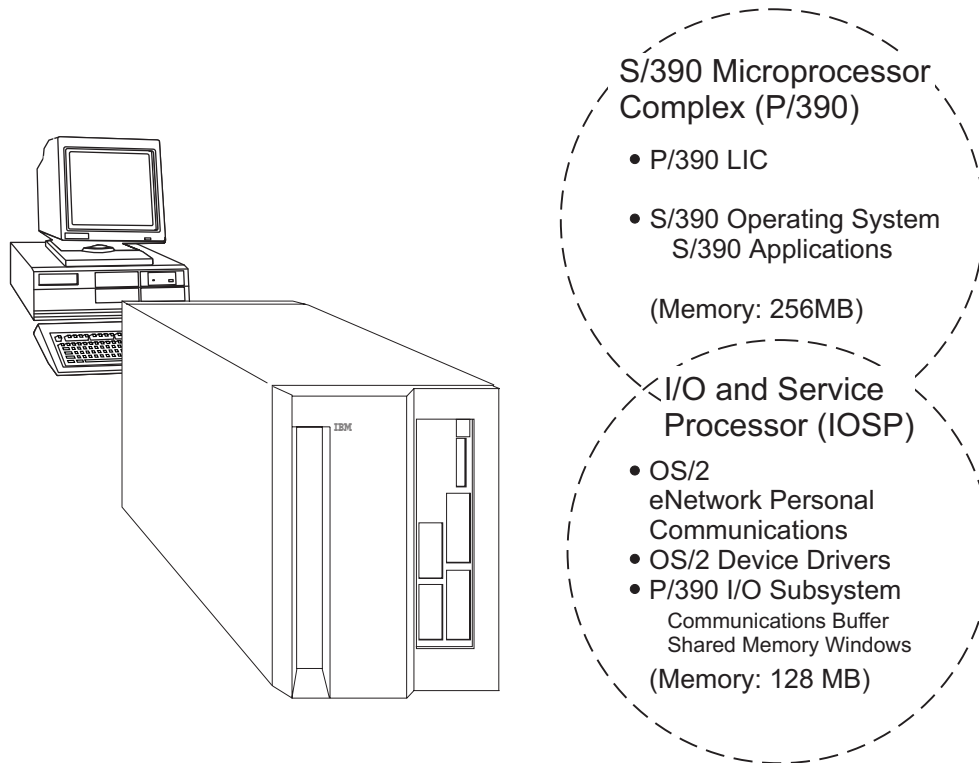 S/390 Microprocessor
Complex (P/390)
• P/390 LIC
• S/390 Operating System
S/390 Applications
(Memory: 256MB)
I/O and Service
Processor (IOSP)
• OS/2
eNetwork Personal
Communications
• OS/2 Device Drivers
• P/390 I/O Subsystem
Communications Buffer
Shared Memory Windows
(Memory: 128 MB)
IBM